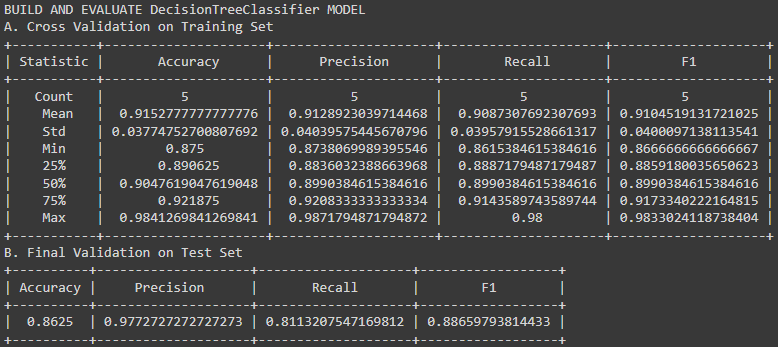 BUILD AND EVALUATE DecisionTreeClassifier MODEL
A. Cross Validation on Training Set
+-----------+---------------------+---------------------+---------------------+--------------------+
| Statistic | Accuracy | Precision | Recall | F1 |
+-----------+---------------------+---------------------+---------------------+--------------------+
| Count | 5 | 5 | 5 | 5 |
| Mean | 0.9152777777777776 | 0.9128923039714468 | 0.9087307692307693 | 0.9104519131721025 |
| Std | 0.03774752700807692 | 0.04039575445670796 | 0.03957915528661317 | 0.0400097138113541 |
| Min | 0.875 | 0.8738069989395546 | 0.8615384615384616 | 0.8666666666666667 |
| 25% | 0.890625 | 0.8836032388663968 | 0.8887179487179487 | 0.8859180035650623 |
| 50% | 0.9047619047619048 | 0.8990384615384616 | 0.8990384615384616 | 0.8990384615384616 |
| 75% | 0.921875 | 0.9208333333333334 | 0.9143589743589744 | 0.9173340222164815 |
| Max | 0.9841269841269841 | 0.9871794871794872 | 0.98 | 0.9833024118738404 |
+-----------+---------------------+---------------------+---------------------+--------------------+
B. Final Validation on Test Set
+----------+--------------------+--------------------+------------------+
| Accuracy | Precision | Recall | F1 |
+----------+--------------------+--------------------+------------------+
| 0.8625 | 0.9772727272727273 | 0.8113207547169812 | 0.88659793814433 |
+----------+--------------------+--------------------+------------------+